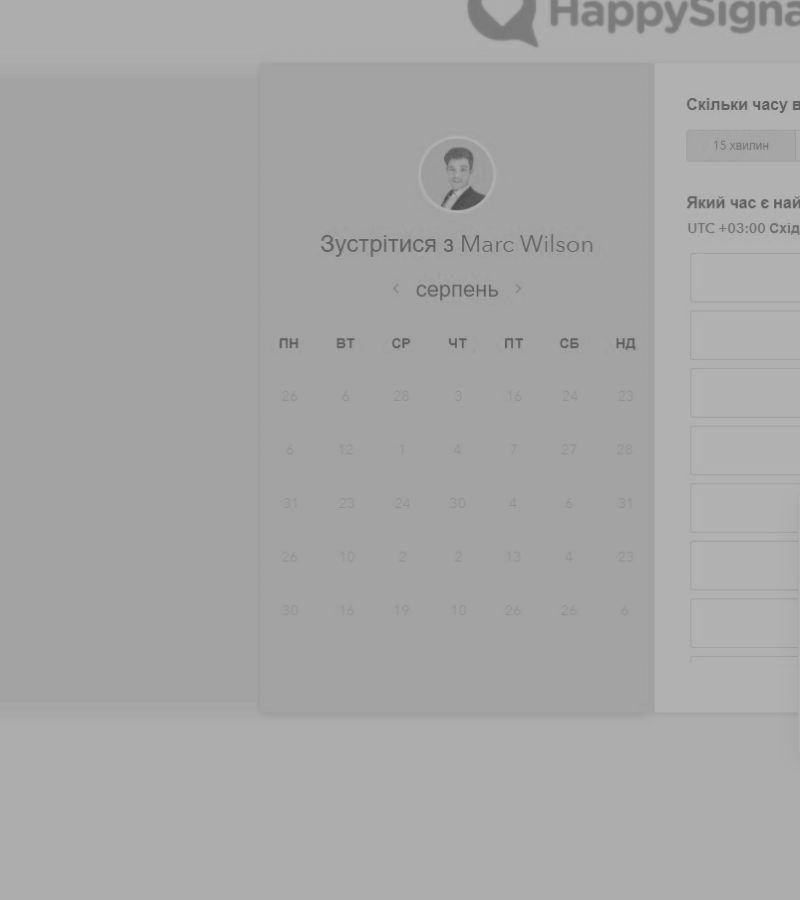 HappySigna
Зустрітися з Marc Wilson
‹ серпень ›
ПН ВТ СР ЧТ ПТ СБ НД
26 6 28 3 16 24 23
6 12 1 4 7 27 28
31 23 24 30 4 6 31
26 10 2 2 13 4 23
30 16 19 10 26 26 6
Скільки часу в
15 хвилин
Який час є най
UTC +03:00 Схід